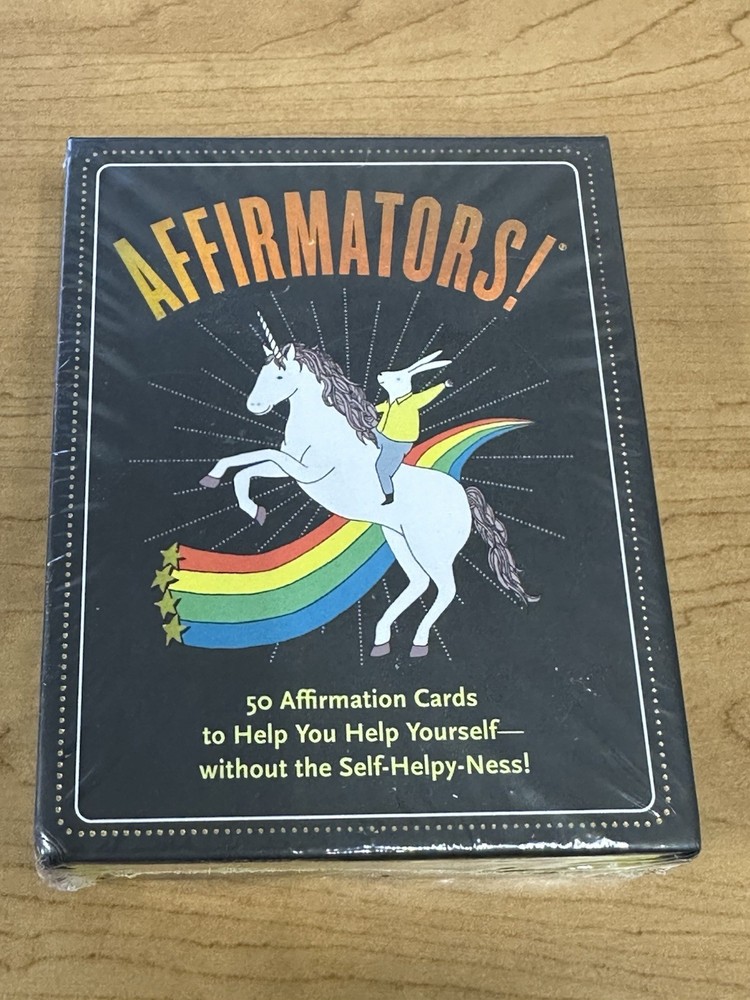 AFFIRMATORS!®
50 Affirmation Cards
to Help You Help Yourself—
without the Self-Helpy-Ness!